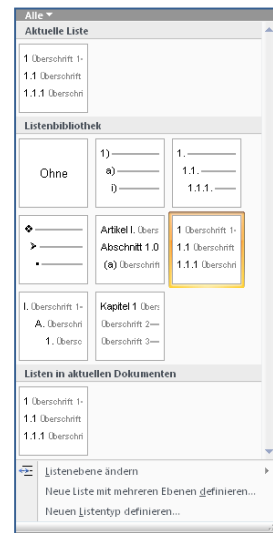 Alle
Aktuelle Liste
1 Überschrift 1-
1.1 Überschrift
1.1.1 Überschri
Listenbibliothek
Ohne
1)
a)
i)
1.
1.1.
1.1.1.
Artikel I. Übers
Abschnitt 1.0
(a) Überschrift
1 Überschrift 1-
1.1 Überschrift
1.1.1 Überschri
I. Überschrift 1-
A. Überschri
1. Übersc
Kapitel 1 Übers
Überschrift 2
Überschrift 3
Listen in aktuellen Dokumenten
1 Überschrift 1-
1.1 Überschrift
1.1.1 Überschri
Listenebene ändern
Neue Liste mit mehreren Ebenen definieren...
Neuen Listentyp definieren...